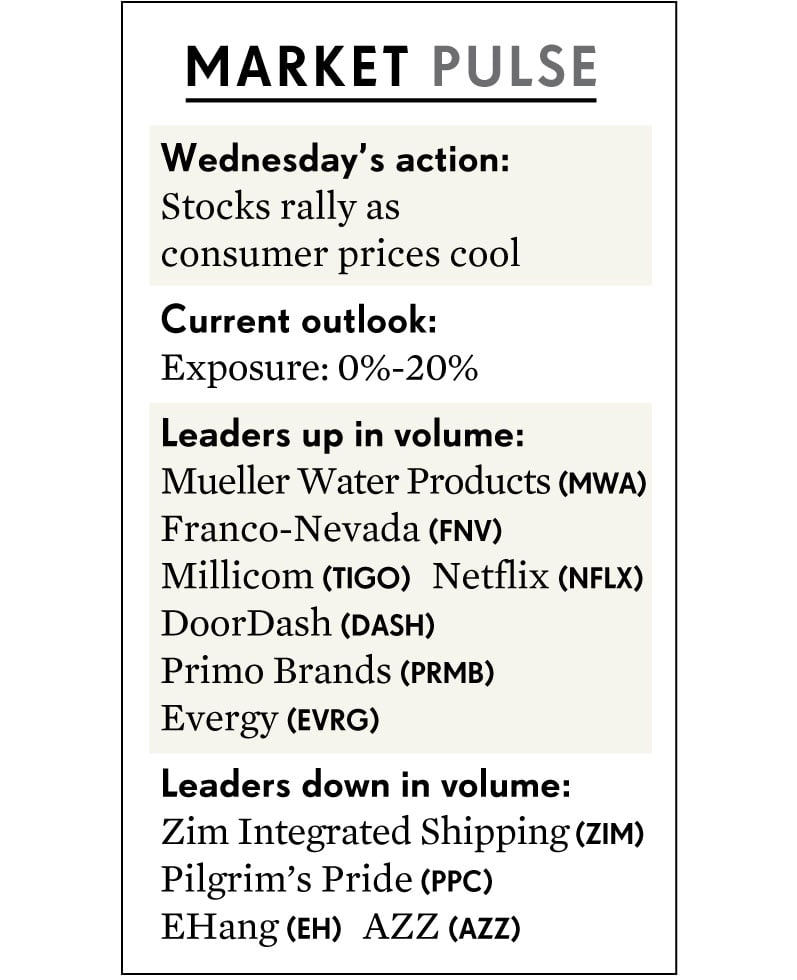 MARKET PULSE
Wednesday’s action:
Stocks rally as
consumer prices cool
Current outlook:
Exposure: 0%-20%
Leaders up in volume:
Mueller Water Products (MWA)
Franco-Nevada (FNV)
Millicom (TIGO) Netflix (NFLX)
DoorDash (DASH)
Primo Brands (PRMB)
Evergy (EVRG)
Leaders down in volume:
Zim Integrated Shipping (ZIM)
Pilgrim’s Pride (PPC)
EHang (EH) AZZ (AZZ)